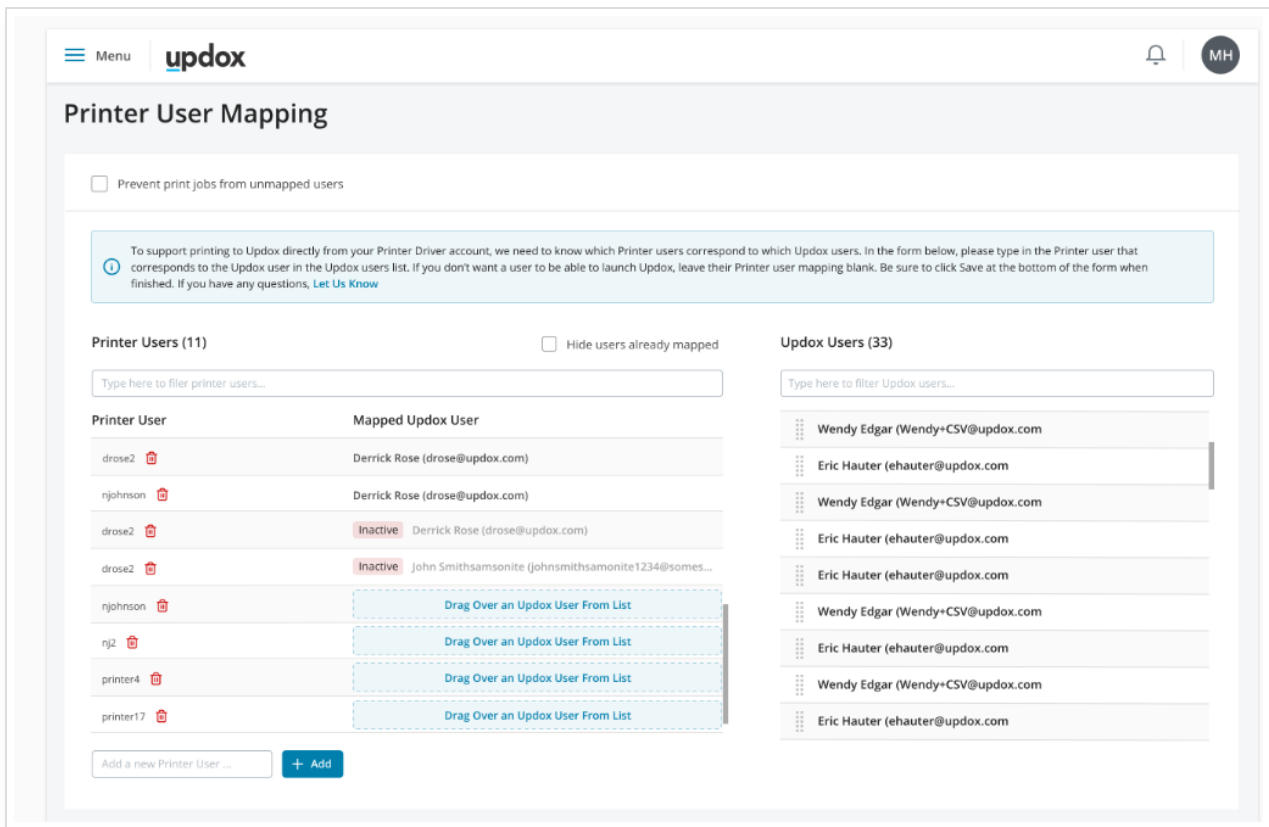 Menu
updox
MH
Printer User Mapping
Prevent print jobs from unmapped users
To support printing to Updox directly from your Printer Driver account, we need to know which Printer users correspond to which Updox users. In the form below, please type in the Printer user that
corresponds to the Updox user in the Updox users list. If you don't want a user to be able to launch Updox, leave their Printer user mapping blank. Be sure to click Save at the bottom of the form when
finished. If you have any questions, Let Us Know
Printer Users (11)
Hide users already mapped
Type here to filer printer users...
Printer User Mapped Updox User
drose2 Derrick Rose (drose@updox.com)
njohnson Derrick Rose (drose@updox.com)
drose2 Inactive Derrick Rose (drose@updox.com)
drose2 Inactive John Smithsamsonite (johnsmithsamonite1234@somes...
njohnson Drag Over an Updox User From List
nj2 Drag Over an Updox User From List
printer4 Drag Over an Updox User From List
printer17 Drag Over an Updox User From List
Add a new Printer User ...
+ Add
Updox Users (33)
Type here to filter Updox users...
Wendy Edgar (Wendy+CSV@updox.com
Eric Hauter (ehauter@updox.com
Wendy Edgar (Wendy+CSV@updox.com
Eric Hauter (ehauter@updox.com
Eric Hauter (ehauter@updox.com
Wendy Edgar (Wendy+CSV@updox.com
Eric Hauter (ehauter@updox.com
Wendy Edgar (Wendy+CSV@updox.com
Eric Hauter (ehauter@updox.com